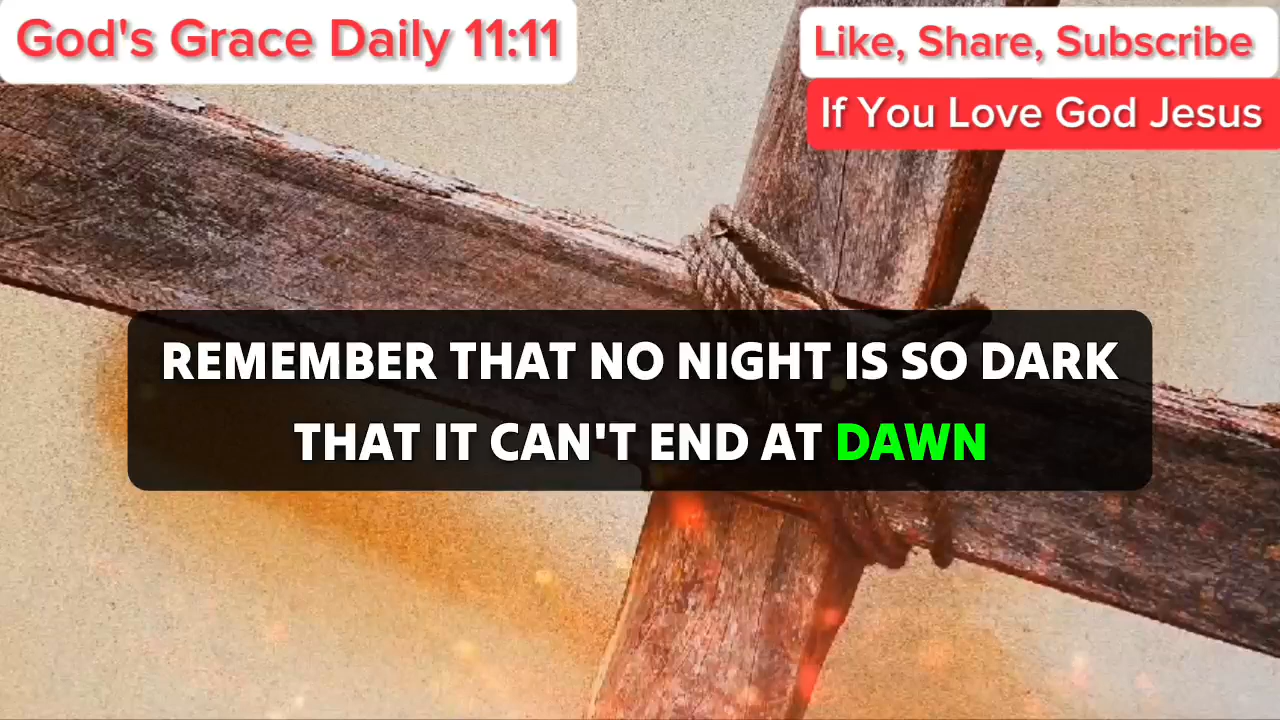 God's Grace Daily 11:11
Like, Share, Subscribe
If You Love God Jesus
REMEMBER THAT NO NIGHT IS SO DARK
THAT IT CAN'T END AT DAWN